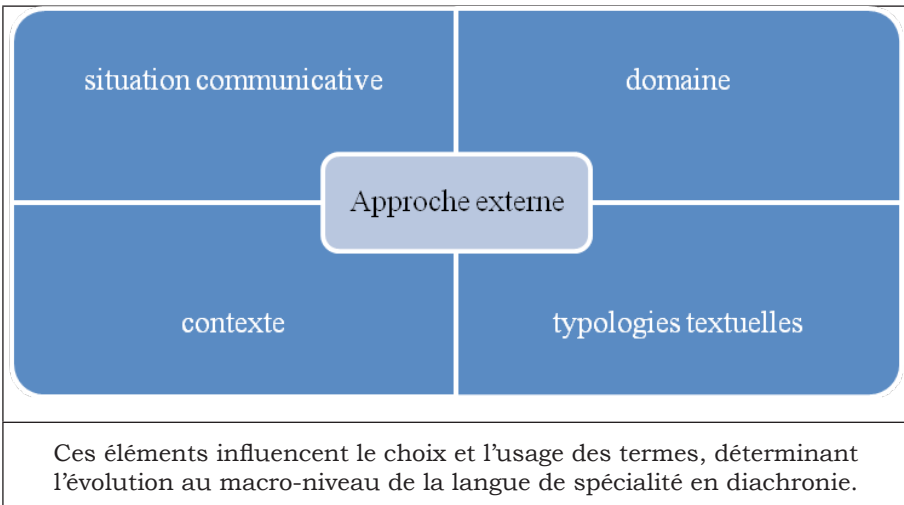 situation communicative
domaine
Approche externe
contexte
typologies textuelles
Ces éléments influencent le choix et l'usage des termes, déterminant
l'évolution au macro-niveau de la langue de spécialité en diachronie.